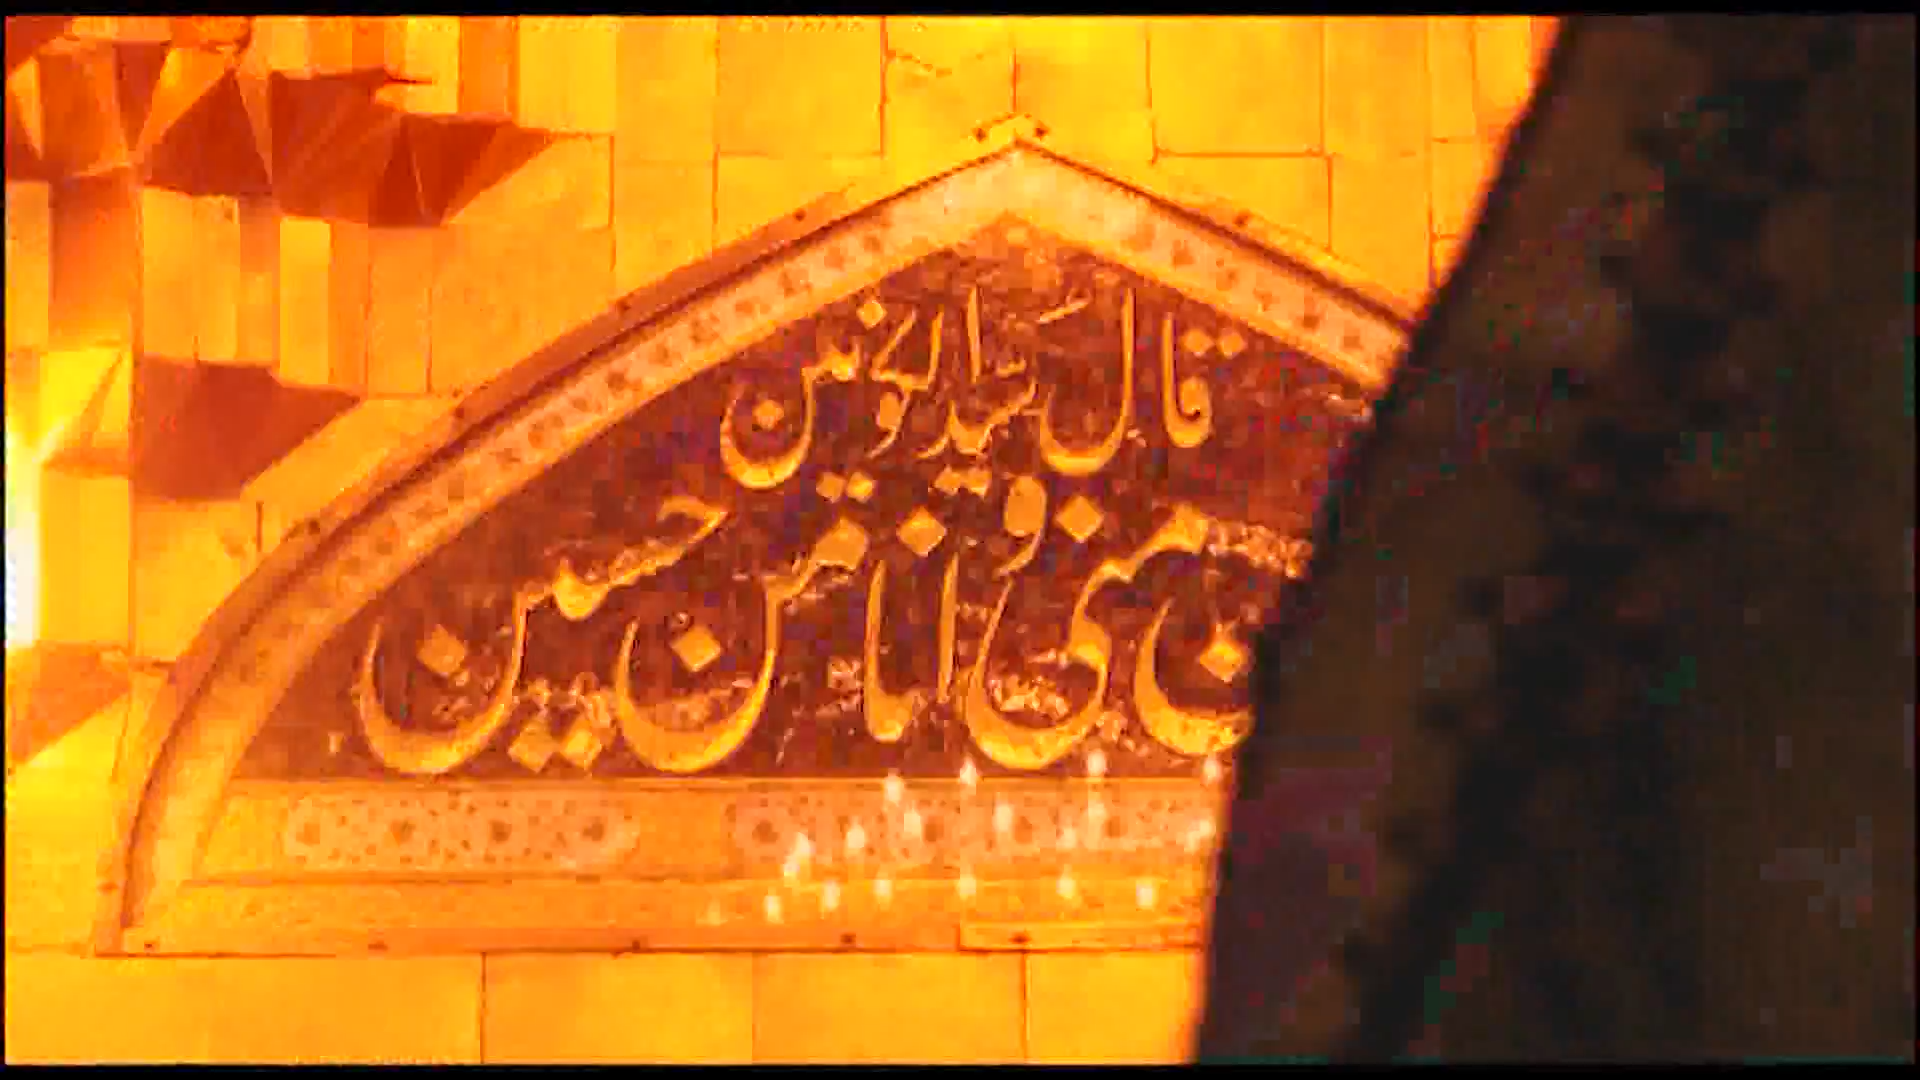 قال سید الکونین
منی و انا من حسین